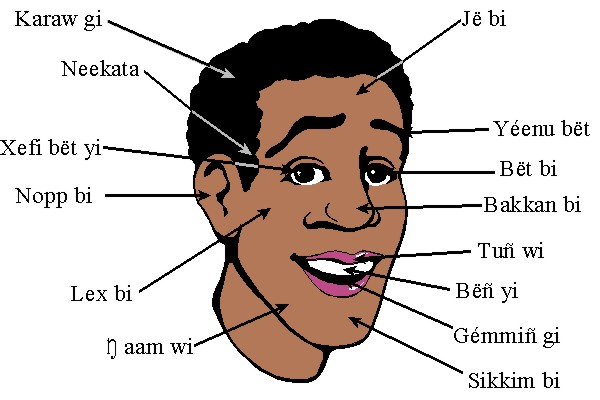 Karaw gi
Jë bi
Neekata
Yéenu bët
Xefi bët yi
Bët bi
Nopp bi
Bakkan bi
Tuñ wi
Lex bi
Bëñ yi
Gémmiñ gi
Ŋ aam wi
Sikkim bi